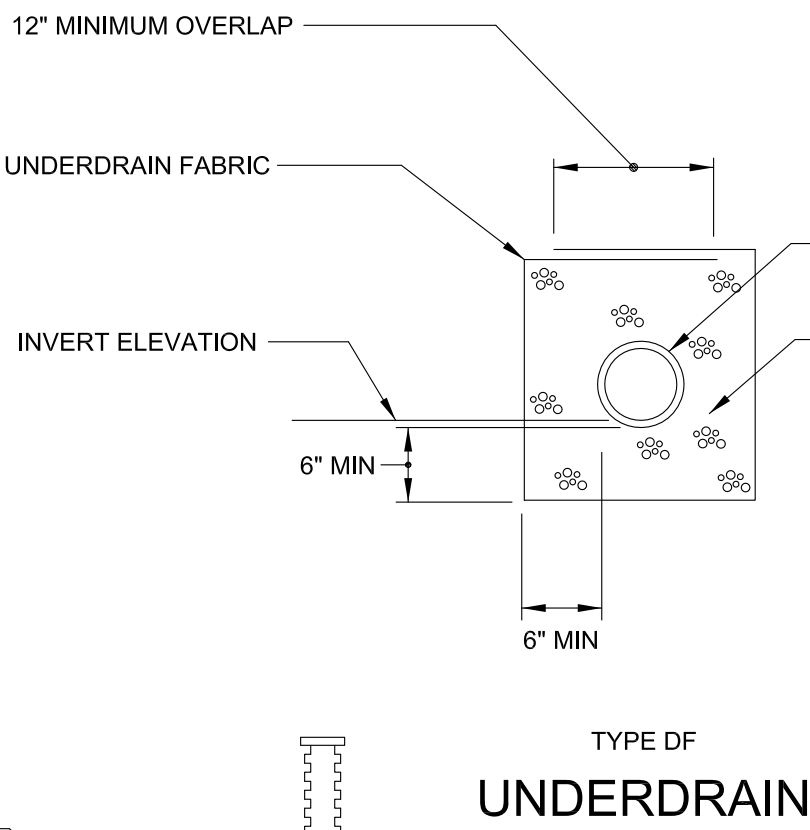 12" MINIMUM OVERLAP
UNDERDRAIN FABRIC
INVERT ELEVATION
6" MIN
6" MIN
TYPE DF
UNDERDRAIN